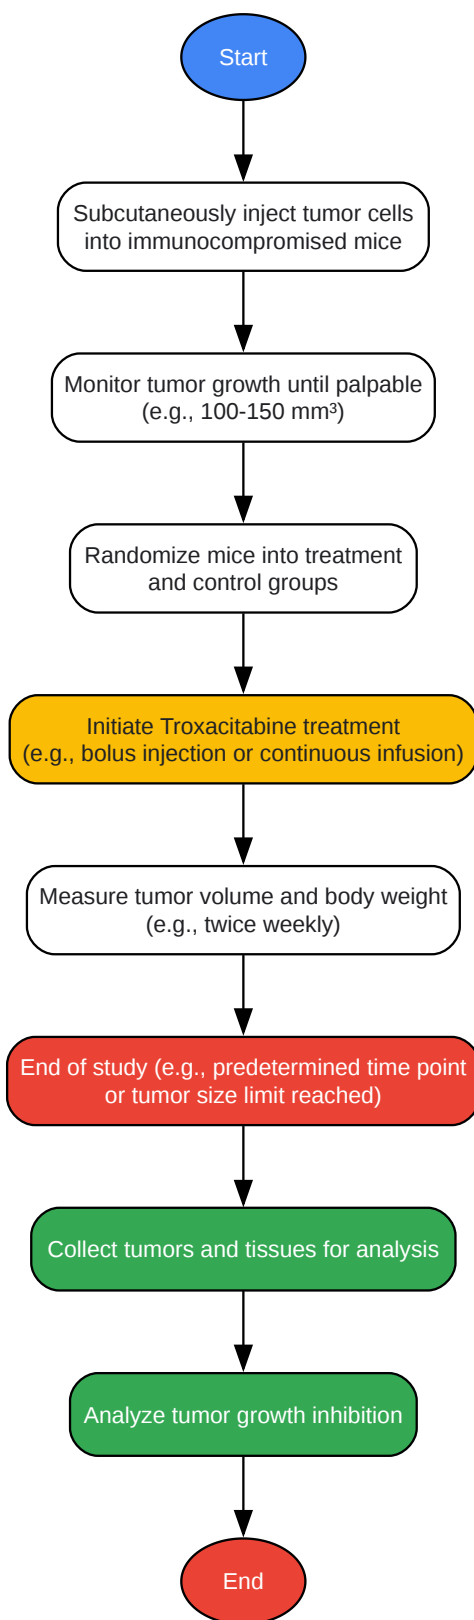 Start
Subcutaneously inject tumor cells
into immunocompromised mice
Monitor tumor growth until palpable
(e.g., 100-150 mm³)
Randomize mice into treatment
and control groups
Initiate Troxacitabine treatment
(e.g., bolus injection or continuous infusion)
Measure tumor volume and body weight
(e.g., twice weekly)
End of study (e.g., predetermined time point
or tumor size limit reached)
Collect tumors and tissues for analysis
Analyze tumor growth inhibition
End